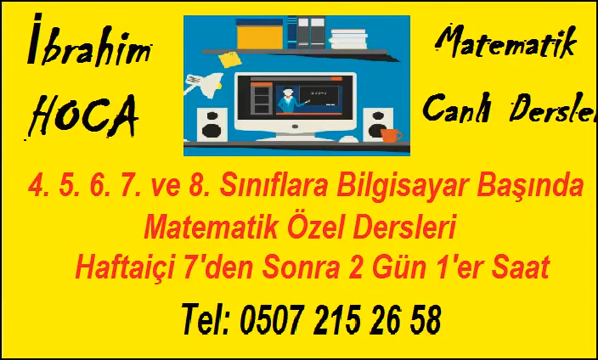 İbrahim
HOCA
Matematik
Canlı Dersler
4. 5. 6. 7. ve 8. Sınıflara Bilgisayar Başında
Matematik Özel Dersleri
Haftaiçi 7'den Sonra 2 Gün 1'er Saat
Tel: 0507 215 26 58